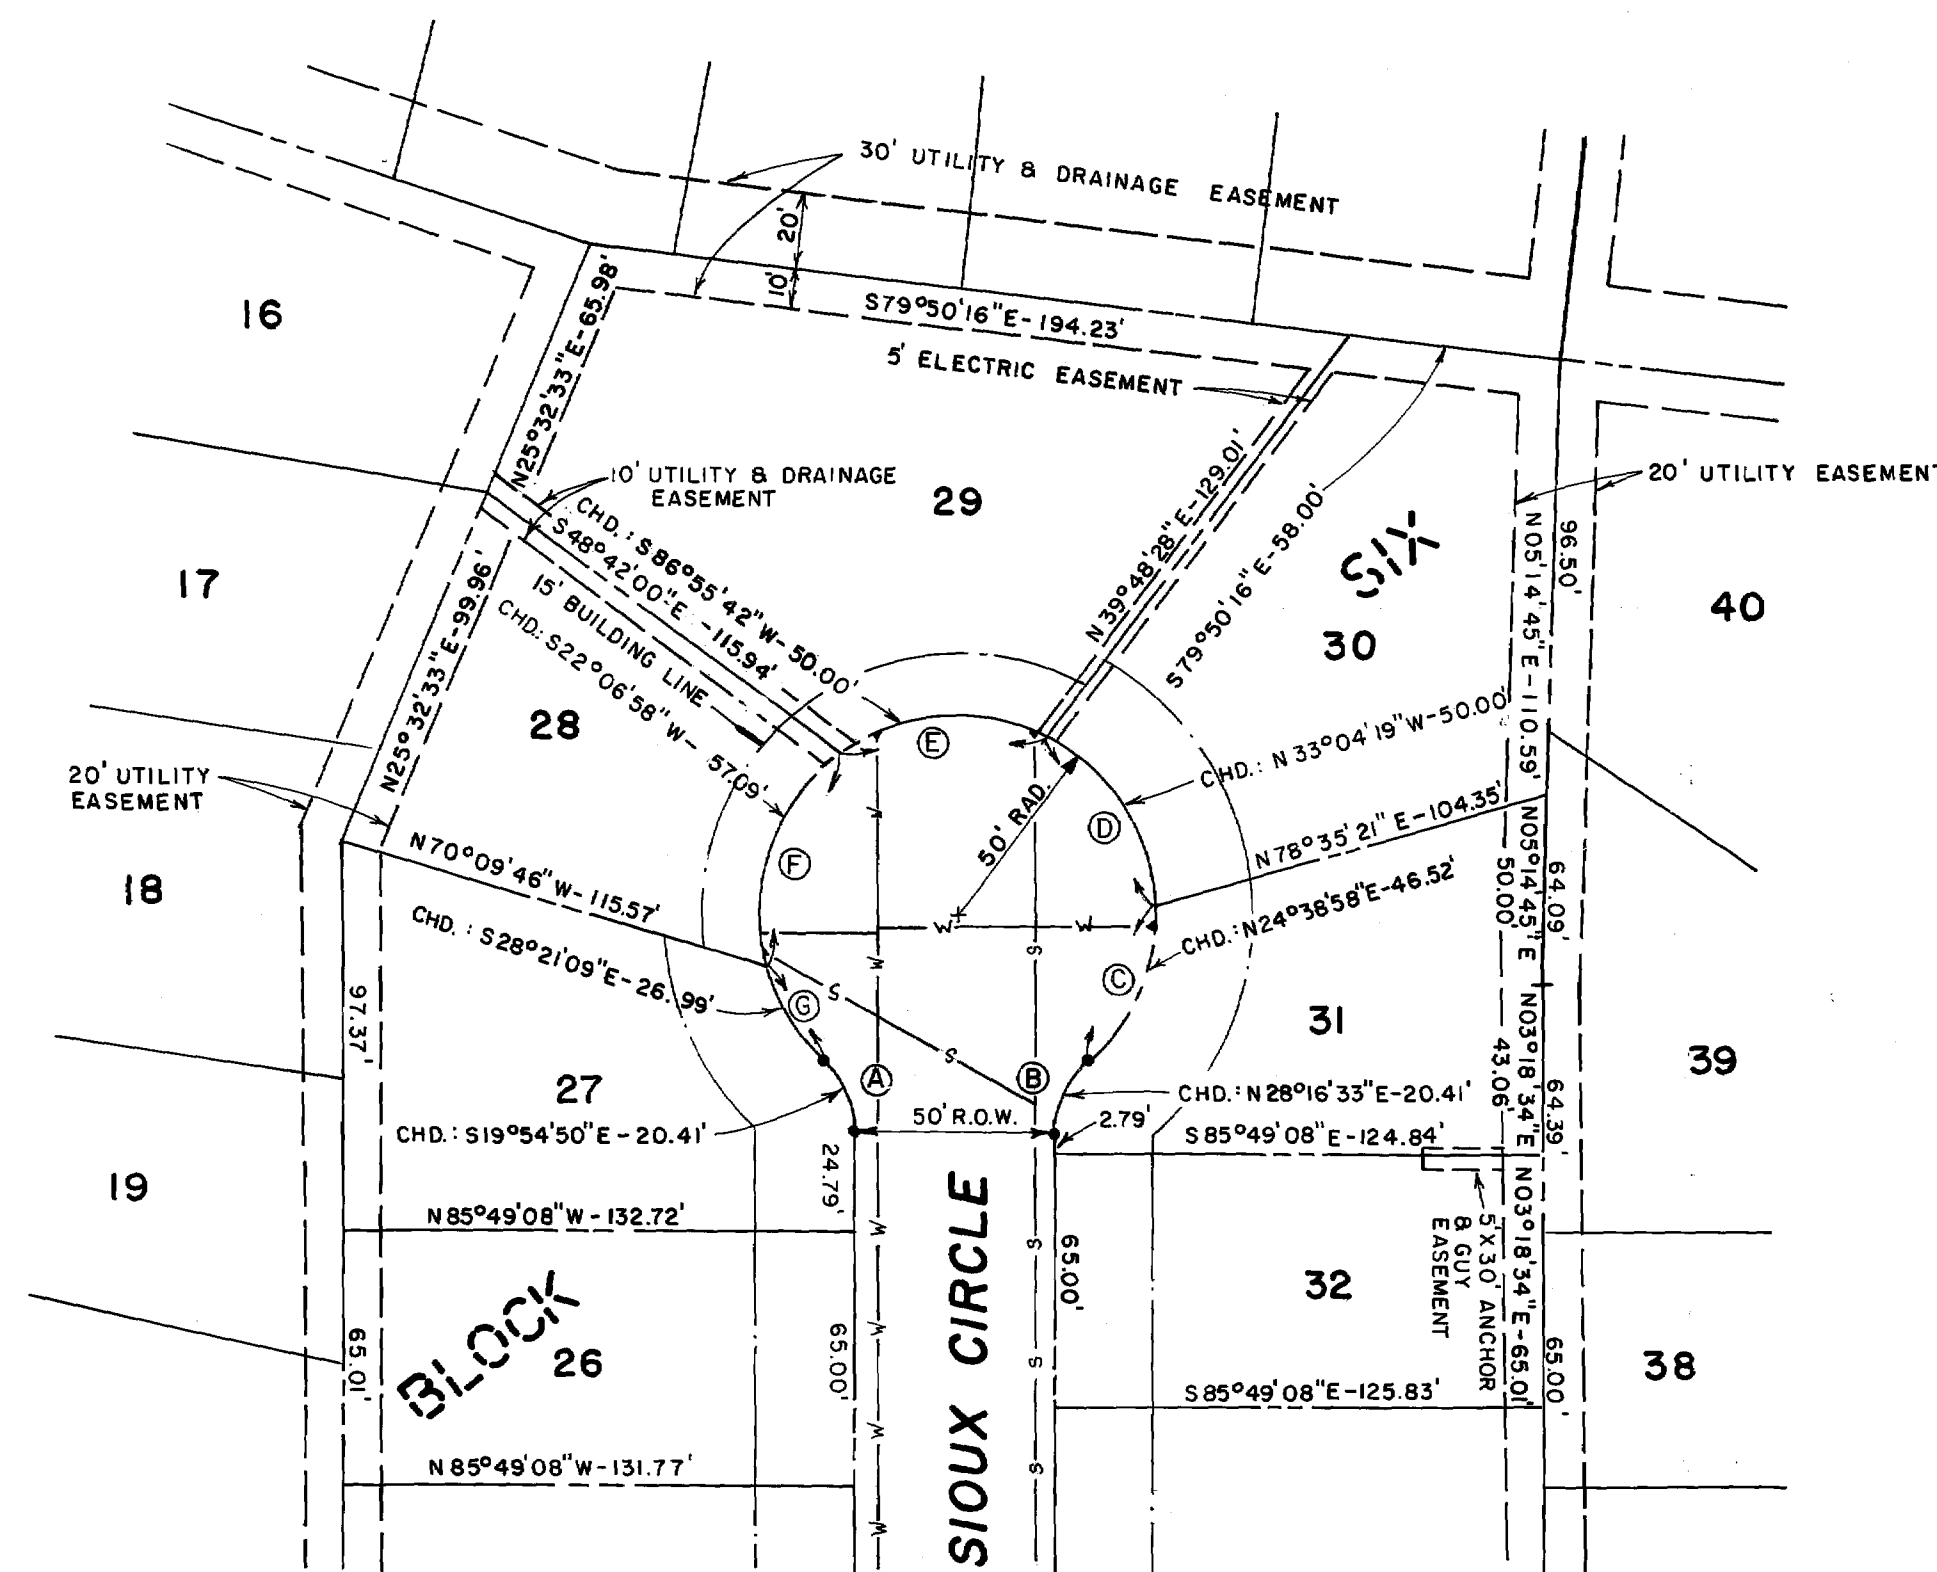 30' UTILITY & DRAINAGE EASEMENT
20'
10'
S79°50'16"E-194.23'
5' ELECTRIC EASEMENT
16
N25°32'33"E-65.98'
10' UTILITY & DRAINAGE
EASEMENT
29
SIX
20' UTILITY EASEMENT
CHD.: S86°55'42"W-50.00'
S48°42'00"E-115.94'
15' BUILDING LINE
CHD.: S22°06'58"W-57.09'
N39°48'28"E-129.01'
S79°50'16"E-58.00'
N05°14'45"E-110.59'
96.50'
17
40
28
30
N25°32'33"E-99.96'
20' UTILITY
EASEMENT
E
CHD.: N33°04'19"W-50.00'
50' RAD.
D
N78°35'21"E-104.35'
F
18
N70°09'46"W-115.57'
CHD.: N24°38'58"E-46.52'
N05°14'45"E
50.00'
64.09'
W
W
W
W
S
CHD.: S28°21'09"E-26.99'
C
G
S
S
97.37'
31
N03°18'34"E
43.06'
64.39'
39
27
A
B
CHD.: N28°16'33"E-20.41'
50' R.O.W.
2.79'
CHD.: S19°54'50"E-20.41'
S85°49'08"E-124.84'
24.79'
19
N85°49'08"W-132.72'
W
S
65.00'
32
5'X30' ANCHOR
& GUY
EASEMENT
N03°18'34"E-65.01'
65.00'
BLOCK
26
65.01'
65.00'
W
S
38
S85°49'08"E-125.83'
W
S
N85°49'08"W-131.77'
W
SIOUX CIRCLE